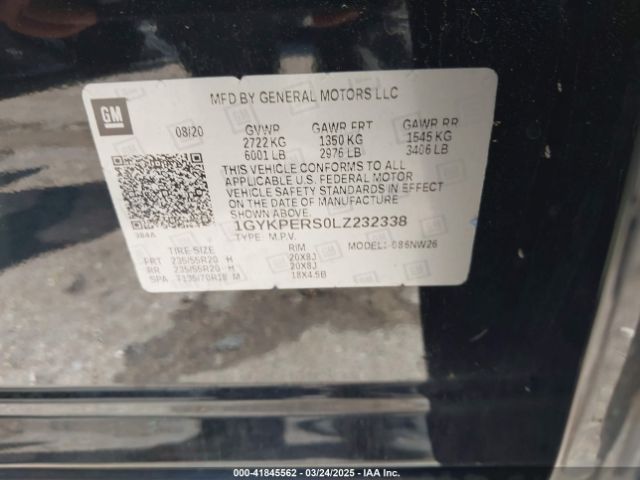 GM
MFD BY GENERAL MOTORS LLC
08/20 GVWR GAWR FRT GAWR RR
2722 KG 1350 KG 1545 KG
6001 LB 2976 LB 3406 LB
THIS VEHICLE CONFORMS TO ALL
APPLICABLE U.S. FEDERAL MOTOR
VEHICLE SAFETY STANDARDS IN EFFECT
ON THE DATE OF MANUFACTURE
SHOWN ABOVE.
1GYKPERS0LZ232338
TYPE: M.P.V. MODEL: 6NW26
TIRE SIZE RIM
FRT 235/55R20 H 20X8J
RR 235/55R20 H 20X8J
SPA T135/70R18 M 18X4.5B
000-41845562 — 03/24/2025 — IAA Inc.